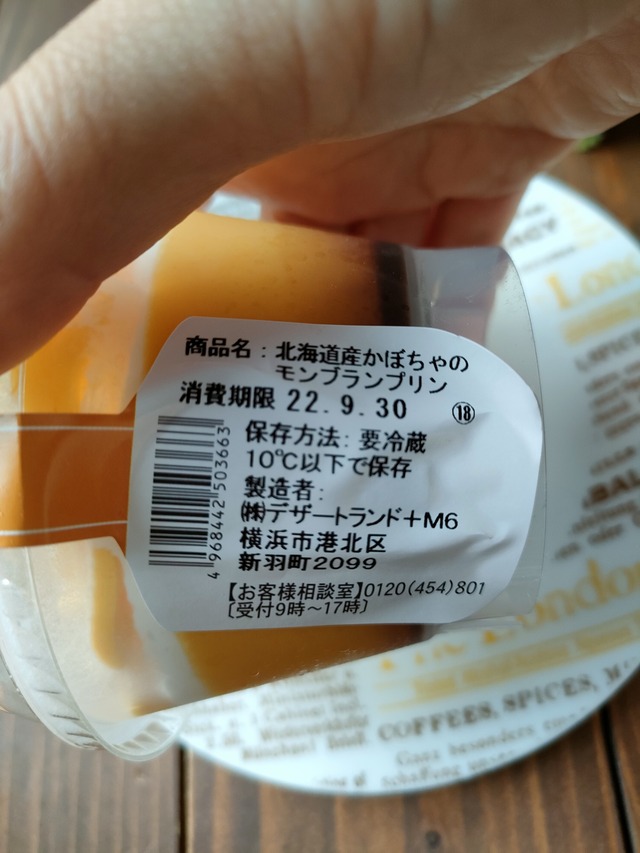 商品名：北海道産かぼちゃの
モンブランプリン
消費期限 22.9.30
⑱
保存方法：要冷蔵
10℃以下で保存
製造者：
㈱デザートランド＋M6
横浜市港北区
新羽町2099
【お客様相談室】0120(454)801
〔受付9時～17時〕
4 968442 503663
COFFEES, SPICES, M
Ganz besonders